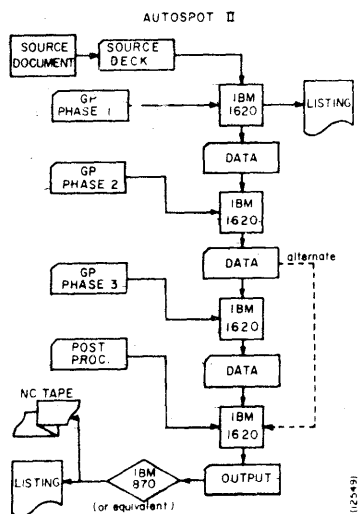 AUTOSPOT II
SOURCE
DOCUMENT
SOURCE
DECK
GP
PHASE 1
IBM
1620
LISTING
DATA
GP
PHASE 2
IBM
1620
DATA
alternate
GP
PHASE 3
IBM
1620
POST
PROC.
DATA
NC TAPE
IBM
1620
LISTING
IBM
870
(or equivalent)
OUTPUT
(12549)